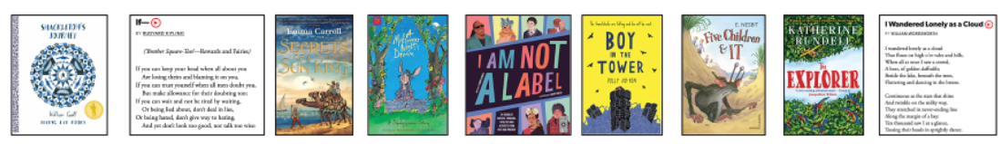 SHACKLETON'S
JOURNEY
William Grill
FLYING EYE BOOKS
If—
BY RUDYARD KIPLING
('Brother Square-Toes'—Rewards and Fairies)
If you can keep your head when all about you
Are losing theirs and blaming it on you,
If you can trust yourself when all men doubt you,
But make allowance for their doubting too;
If you can wait and not be tired by waiting,
Or being lied about, don't deal in lies,
Or being hated, don't give way to hating,
And yet don't look too good, nor talk too wise:
Emma Carroll
SECRETS
SUN KING
A
Midsummer
Night's
Dream
I AM NOT
A LABEL
BOY
IN THE
TOWER
POLLY HO-YEN
E. NESBIT
Five Children
& IT
KATHERINE
RUNDELL
The
EXPLORER
I Wandered Lonely as a Cloud
BY WILLIAM WORDSWORTH
I wandered lonely as a cloud
That floats on high o'er vales and hills,
When all at once I saw a crowd,
A host, of golden daffodils;
Beside the lake, beneath the trees,
Fluttering and dancing in the breeze.
Continuous as the stars that shine
And twinkle on the milky way,
They stretched in never-ending line
Along the margin of a bay:
Ten thousand saw I at a glance,
Tossing their heads in sprightly dance.